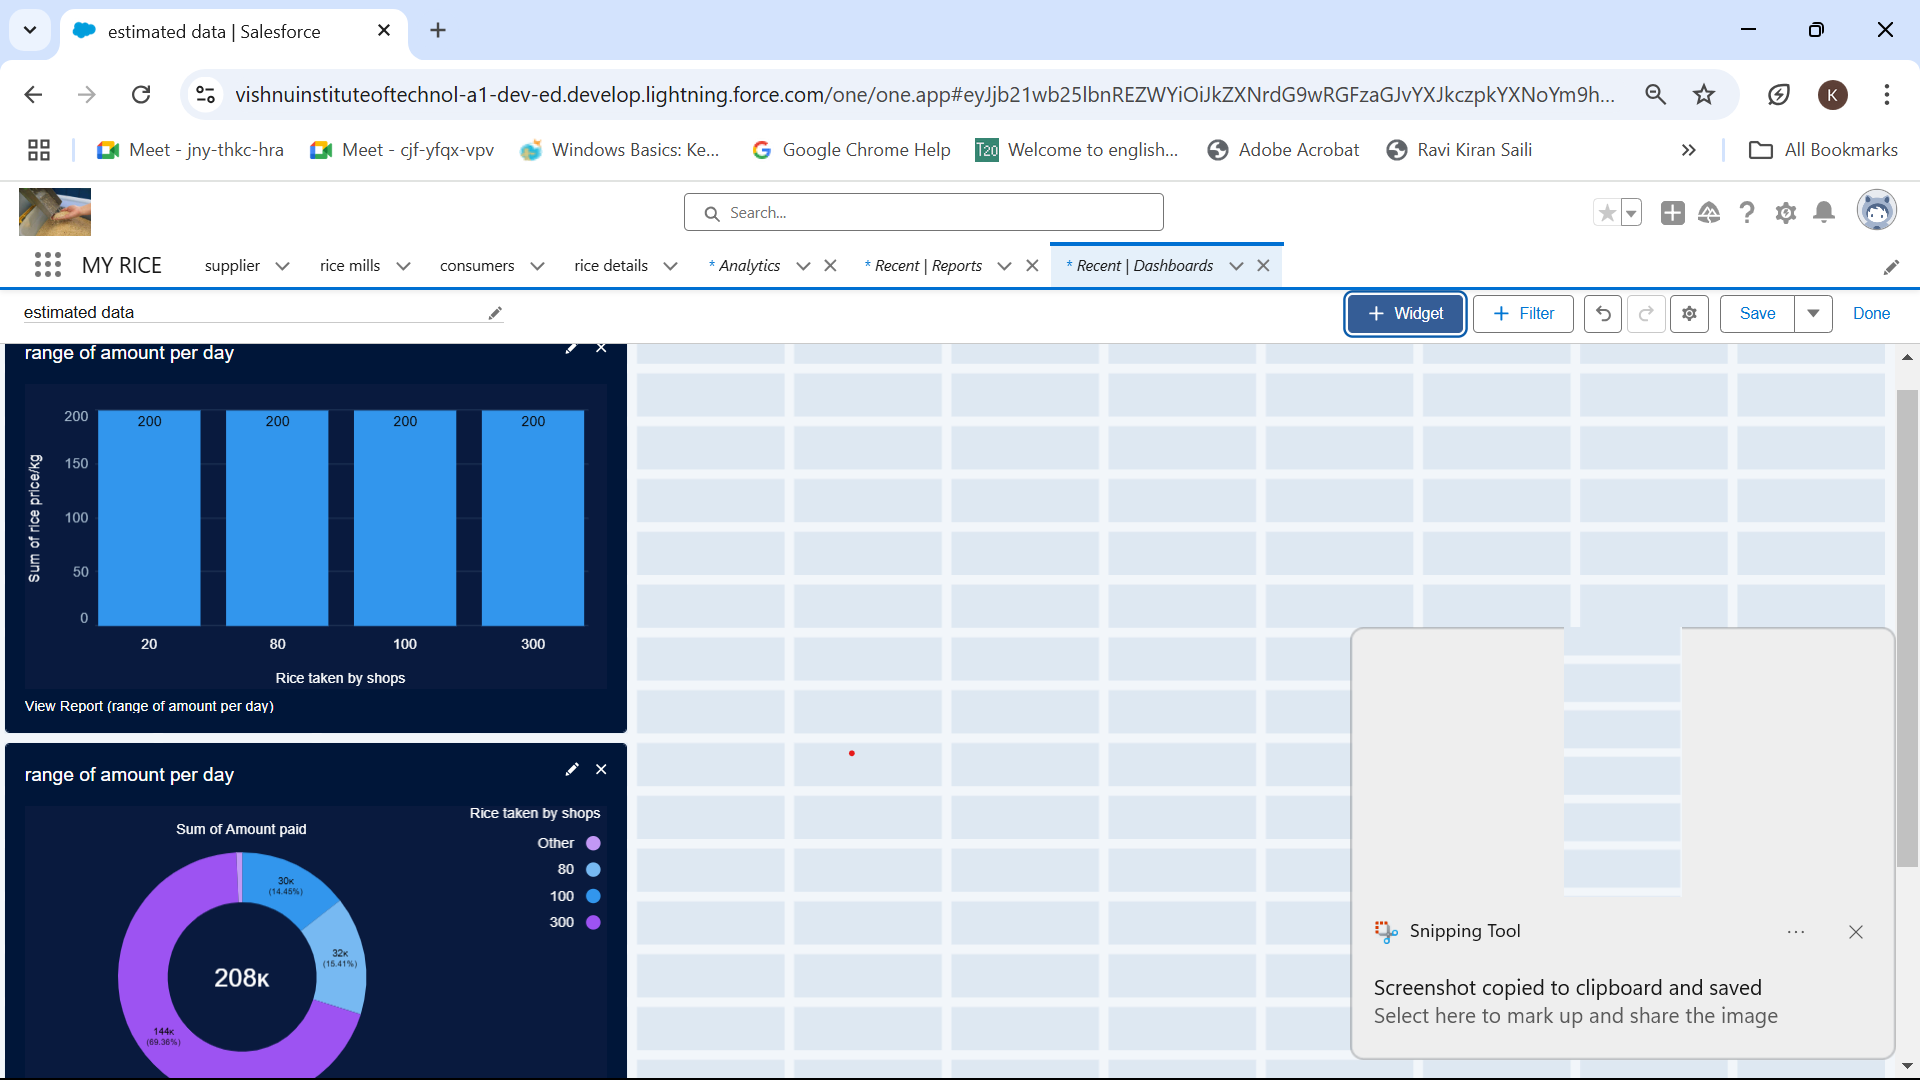 estimated data | Salesforce
vishnuinstituteoftechnol-a1-dev-ed.develop.lightning.force.com/one/one.app#eyJjb21wb25lbnREZWYiOiJkZXNrdG9wRGFzaGJvYXJkczpkYXNoYm9h...
K
Meet - jny-thkc-hra
Meet - cjf-yfqx-vpv
Windows Basics: Ke...
Google Chrome Help
T20 Welcome to english...
Adobe Acrobat
Ravi Kiran Saili
All Bookmarks
Search...
MY RICE
supplier
rice mills
consumers
rice details
* Analytics
* Recent | Reports
* Recent | Dashboards
estimated data
+ Widget
+ Filter
Save
Done
range of amount per day
Sum of rice price/kg
200
150
100
50
0
200
200
200
200
20
80
100
300
Rice taken by shops
View Report (range of amount per day)
range of amount per day
Sum of Amount paid
Rice taken by shops
Other
80
100
300
30K
(14.45%)
32K
(15.41%)
208K
144K
(69.36%)
Snipping Tool
Screenshot copied to clipboard and saved
Select here to mark up and share the image